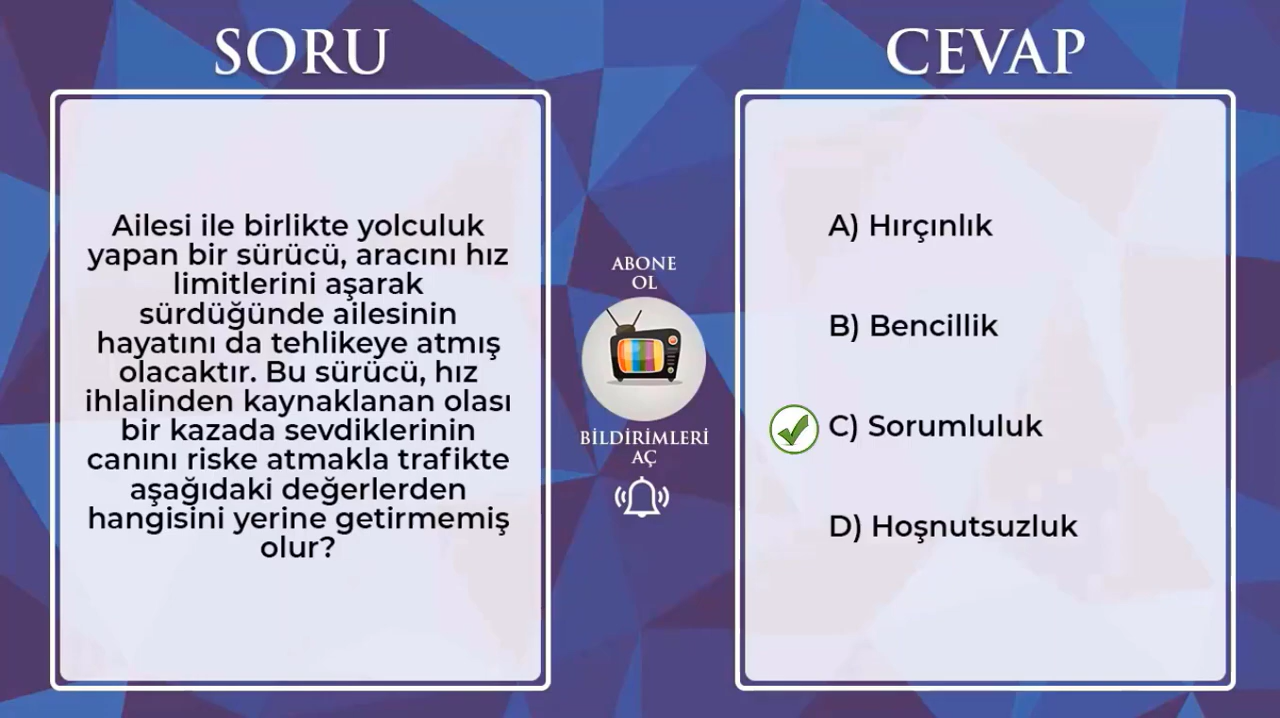 SORU
Ailesi ile birlikte yolculuk
yapan bir sürücü, aracını hız
limitlerini aşarak
sürdüğünde ailesinin
hayatını da tehlikeye atmış
olacaktır. Bu sürücü, hız
ihlalinden kaynaklanan olası
bir kazada sevdiklerinin
canını riske atmakla trafikte
aşağıdaki değerlerden
hangisini yerine getirmemiş
olur?
ABONE
OL
BİLDİRİMLERİ
AÇ
CEVAP
A) Hırçınlık
B) Bencillik
C) Sorumluluk
D) Hoşnutsuzluk